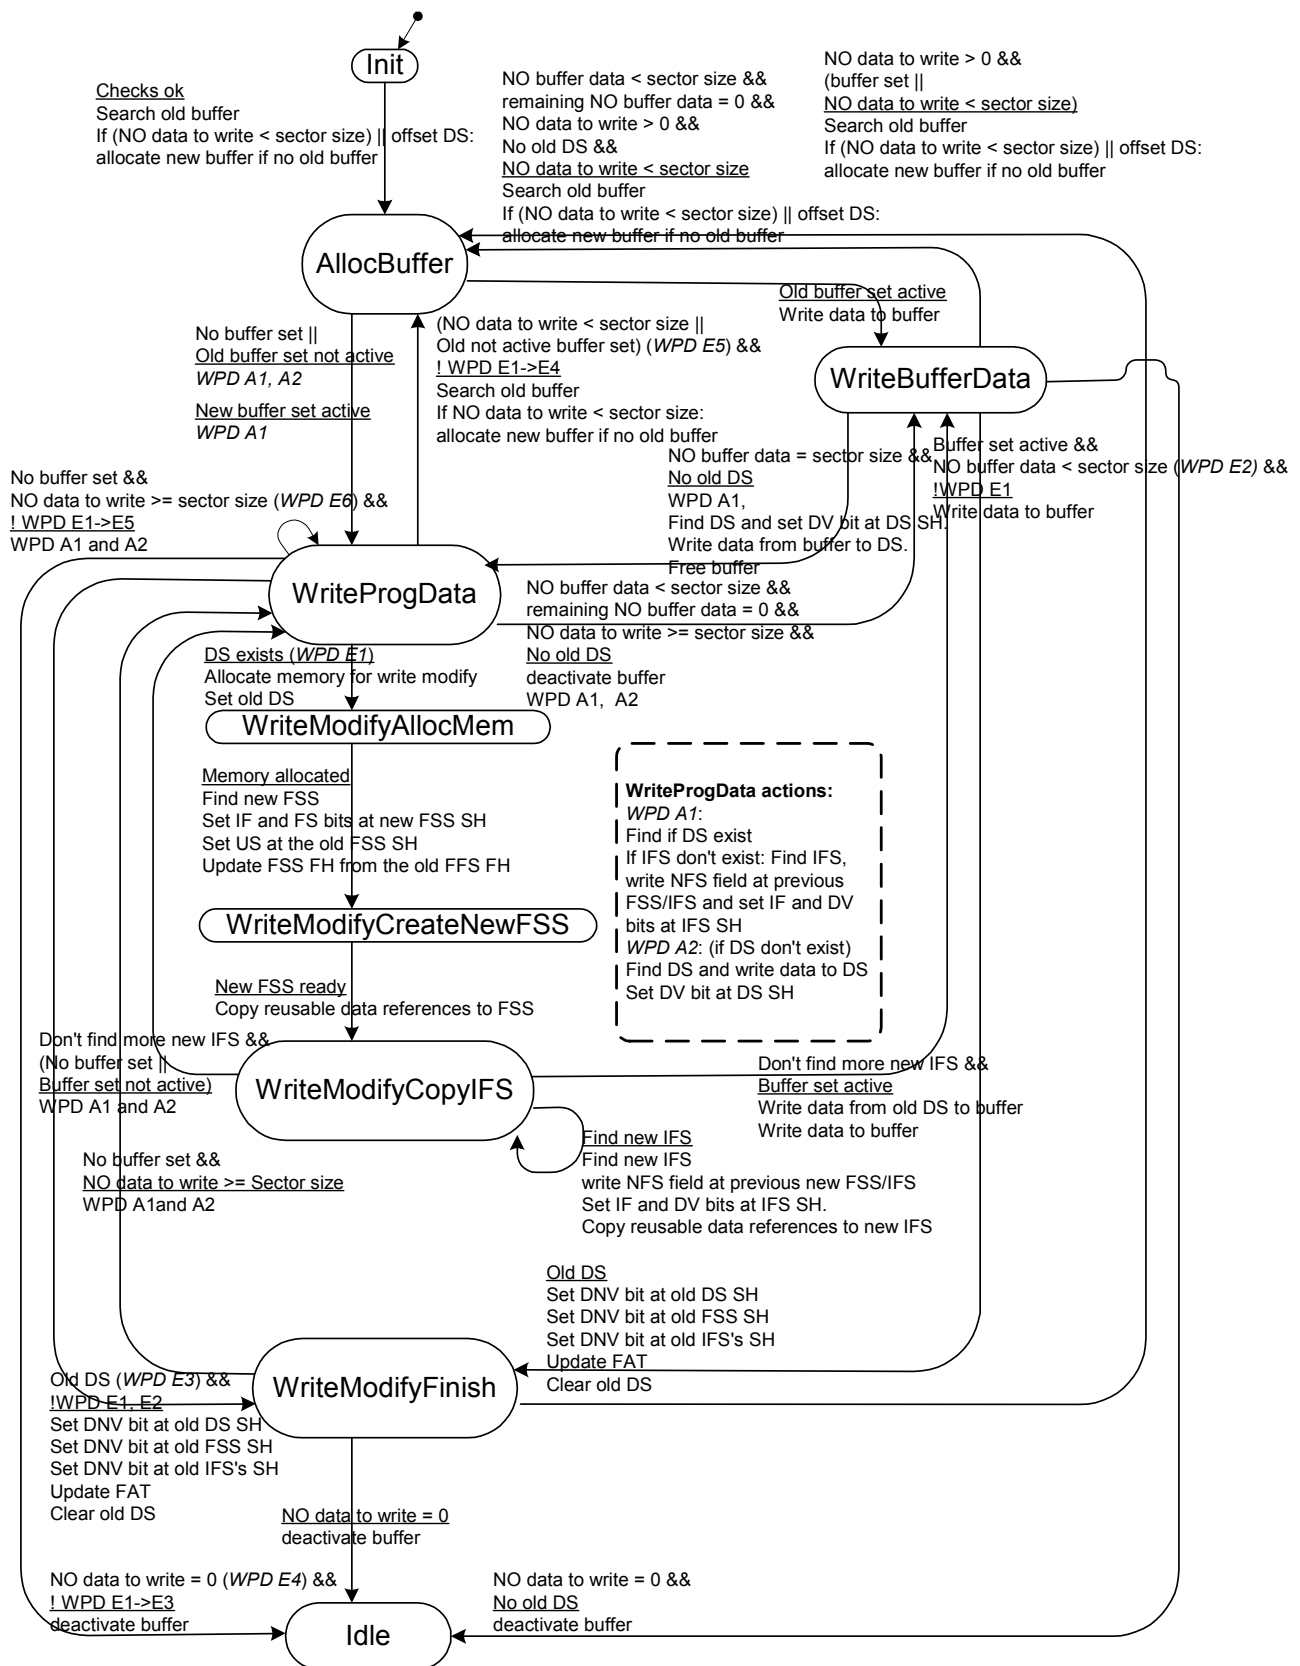 Init
Checks ok
Search old buffer
If (NO data to write < sector size) || offset DS:
allocate new buffer if no old buffer
NO buffer data < sector size &&
remaining NO buffer data = 0 &&
NO data to write > 0 &&
No old DS &&
NO data to write < sector size
Search old buffer
If (NO data to write < sector size) || offset DS:
allocate new buffer if no old buffer
NO data to write > 0 &&
(buffer set ||
NO data to write < sector size)
Search old buffer
If (NO data to write < sector size) || offset DS:
allocate new buffer if no old buffer
AllocBuffer
Old buffer set active
Write data to buffer
No buffer set ||
Old buffer set not active
WPD A1, A2
New buffer set active
WPD A1
(NO data to write < sector size ||
Old not active buffer set) (WPD E5) &&
! WPD E1->E4
Search old buffer
If NO data to write < sector size:
allocate new buffer if no old buffer
WriteBufferData
NO buffer data = sector size &&
No old DS
WPD A1,
Find DS and set DV bit at DS SH.
Write data from buffer to DS.
Free buffer
Buffer set active &&
NO buffer data < sector size (WPD E2) &&
!WPD E1
Write data to buffer
No buffer set &&
NO data to write >= sector size (WPD E6) &&
! WPD E1->E5
WPD A1 and A2
WriteProgData
NO buffer data < sector size &&
remaining NO buffer data = 0 &&
NO data to write >= sector size &&
No old DS
deactivate buffer
WPD A1, A2
DS exists (WPD E1)
Allocate memory for write modify
Set old DS
WriteModifyAllocMem
Memory allocated
Find new FSS
Set IF and FS bits at new FSS SH
Set US at the old FSS SH
Update FSS FH from the old FFS FH
WriteProgData actions:
WPD A1:
Find if DS exist
If IFS don't exist: Find IFS,
write NFS field at previous
FSS/IFS and set IF and DV
bits at IFS SH
WPD A2: (if DS don't exist)
Find DS and write data to DS
Set DV bit at DS SH
WriteModifyCreateNewFSS
New FSS ready
Copy reusable data references to FSS
Don't find more new IFS &&
(No buffer set ||
Buffer set not active)
WPD A1 and A2
WriteModifyCopyIFS
Don't find more new IFS &&
Buffer set active
Write data from old DS to buffer
Write data to buffer
Find new IFS
Find new IFS
write NFS field at previous new FSS/IFS
Set IF and DV bits at IFS SH.
Copy reusable data references to new IFS
No buffer set &&
NO data to write >= Sector size
WPD A1and A2
Old DS
Set DNV bit at old DS SH
Set DNV bit at old FSS SH
Set DNV bit at old IFS's SH
Update FAT
Clear old DS
WriteModifyFinish
Old DS (WPD E3) &&
!WPD E1, E2
Set DNV bit at old DS SH
Set DNV bit at old FSS SH
Set DNV bit at old IFS's SH
Update FAT
Clear old DS
NO data to write = 0
deactivate buffer
NO data to write = 0 (WPD E4) &&
! WPD E1->E3
deactivate buffer
NO data to write = 0 &&
No old DS
deactivate buffer
Idle